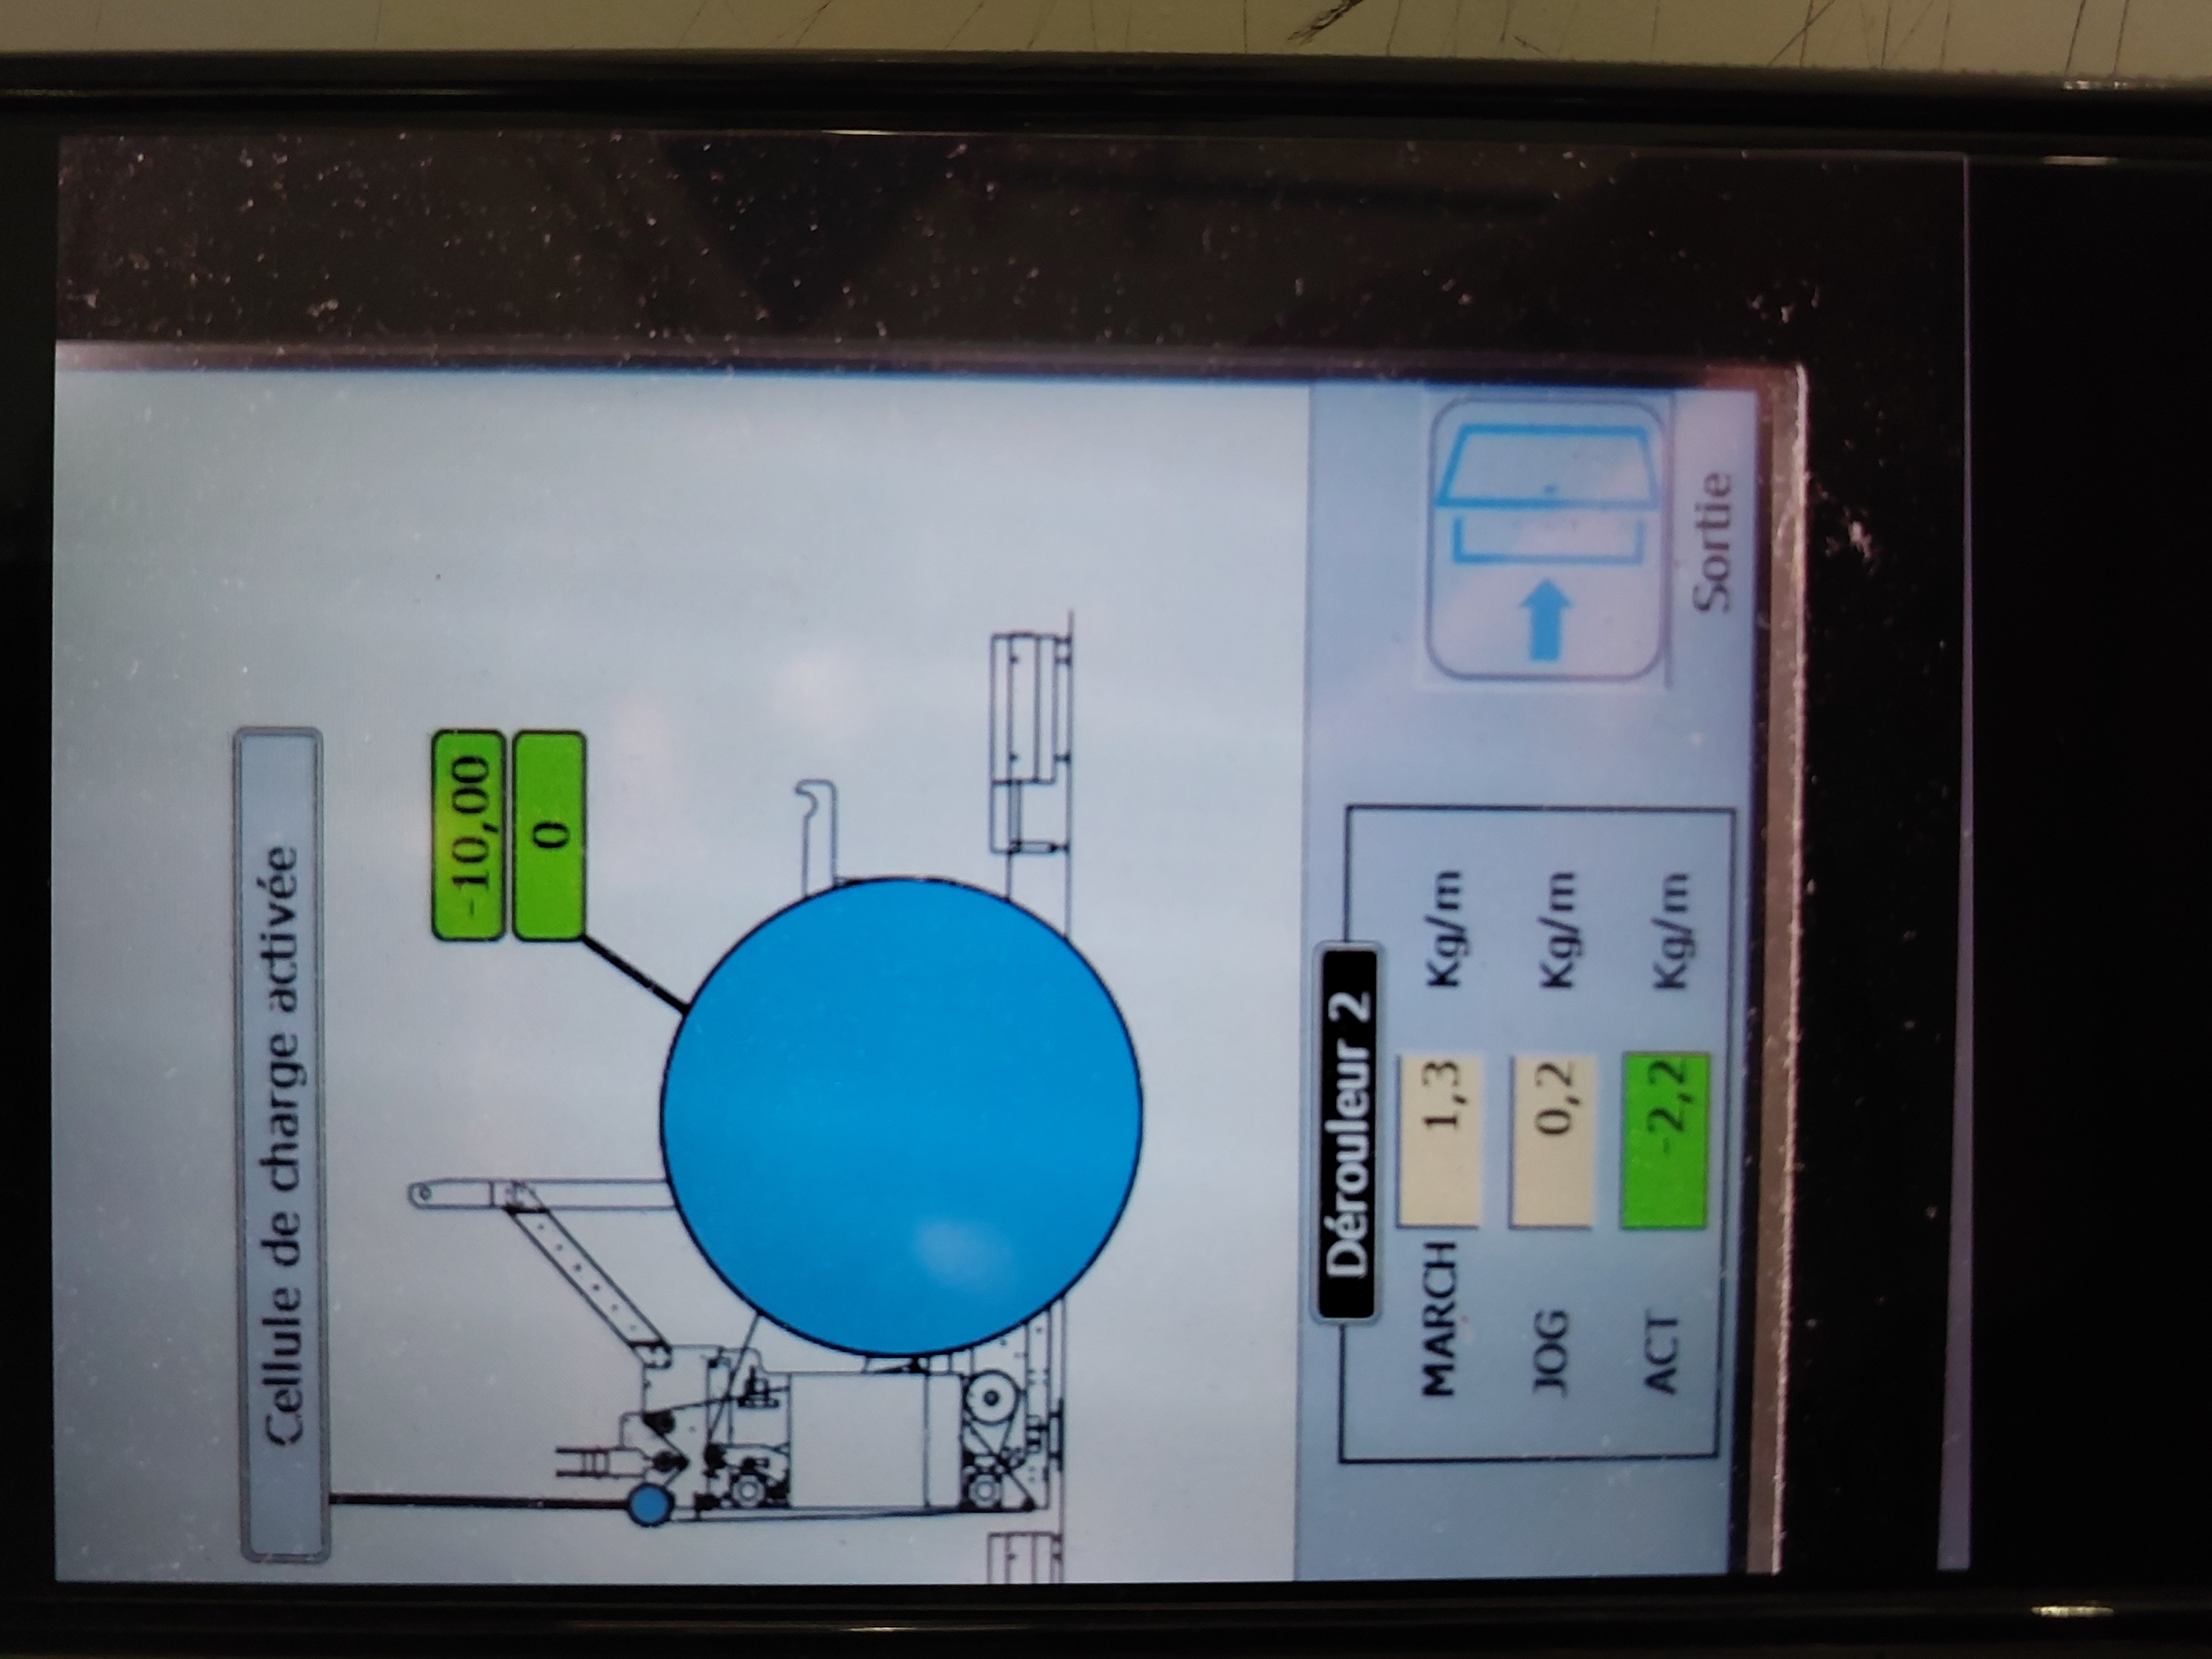 Cellule de charge activée
-10,00
0
Dérouleur 2
MARCH 1,3 Kg/m
JOG 0,2 Kg/m
ACT -2,2 Kg/m
Sortie